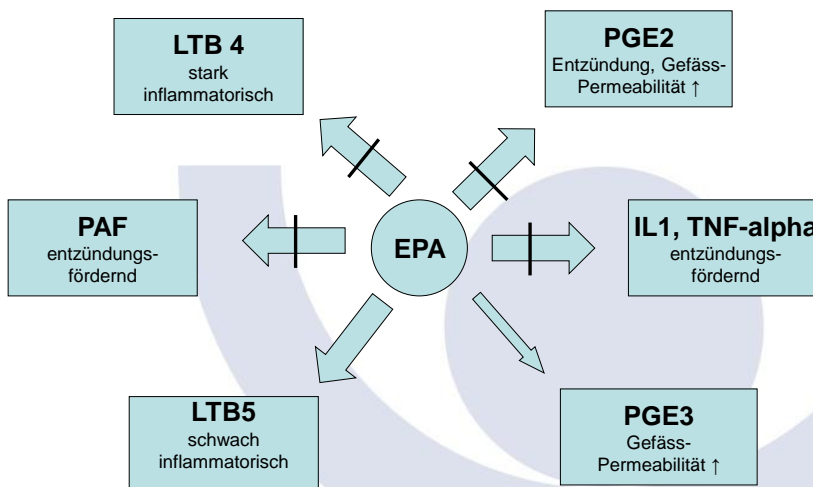 LTB 4
stark
inflammatorisch
PGE2
Entzündung, Gefäss-
Permeabilität ↑
PAF
entzündungs-
fördernd
EPA
IL1, TNF-alpha
entzündungs-
fördernd
LTB5
schwach
inflammatorisch
PGE3
Gefäss-
Permeabilität ↑